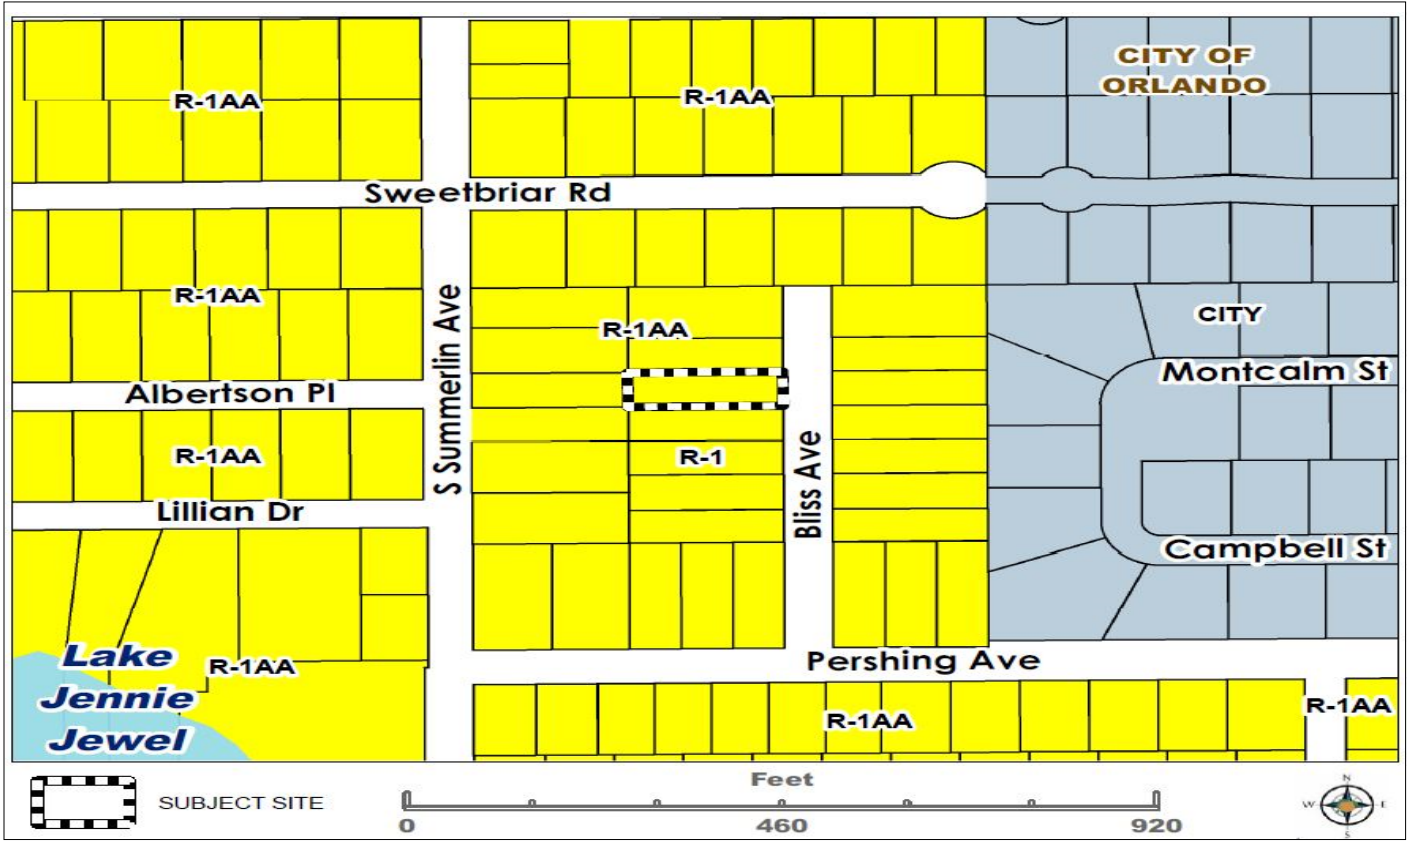 CITY OF
ORLANDO
R-1AA
R-1AA
Sweetbriar Rd
R-1AA
S Summerlin Ave
R-1AA
CITY
Montcalm St
Albertson Pl
R-1AA
R-1
Bliss Ave
Lillian Dr
Campbell St
Lake
Jennie
Jewel
R-1AA
Pershing Ave
R-1AA
R-1AA
SUBJECT SITE
Feet
0 460 920
N
W E
S